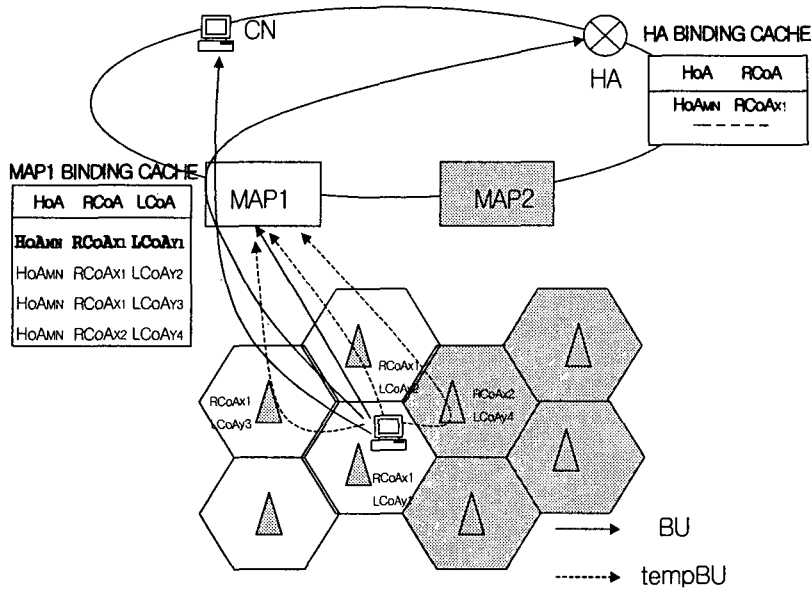 CN
HA BINDING CACHE
HA
HoA RCoA
HoAMN RCoAX1
MAP1 BINDING CACHE
HoA RCoA LCoA
HoAMN RCoAX1 LCoAY1
HoAMN RCoAX1 LCoAY2
HoAMN RCoAX1 LCoAY3
HoAMN RCoAX2 LCoAY4
MAP1
MAP2
RCoAx1
LCoAy2
RCoAx2
LCoAy4
RCoAx1
LCoAy3
RCoAx1
BU
tempBU